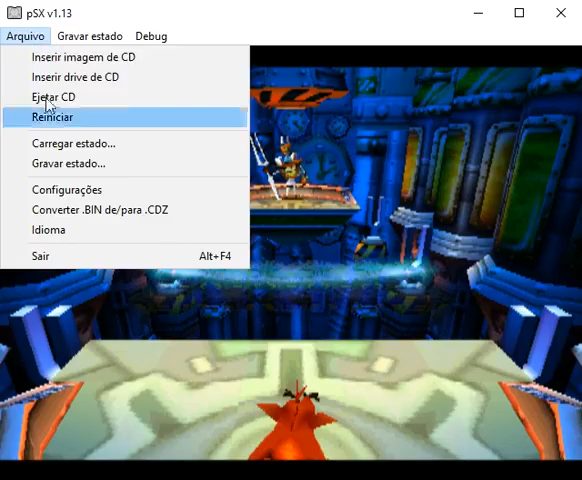 pSX v1.13
Arquivo Gravar estado Debug
Inserir imagem de CD
Inserir drive de CD
Ejetar CD
Reiniciar
Carregar estado...
Gravar estado...
Configurações
Converter .BIN de/para .CDZ
Idioma
Sair Alt+F4